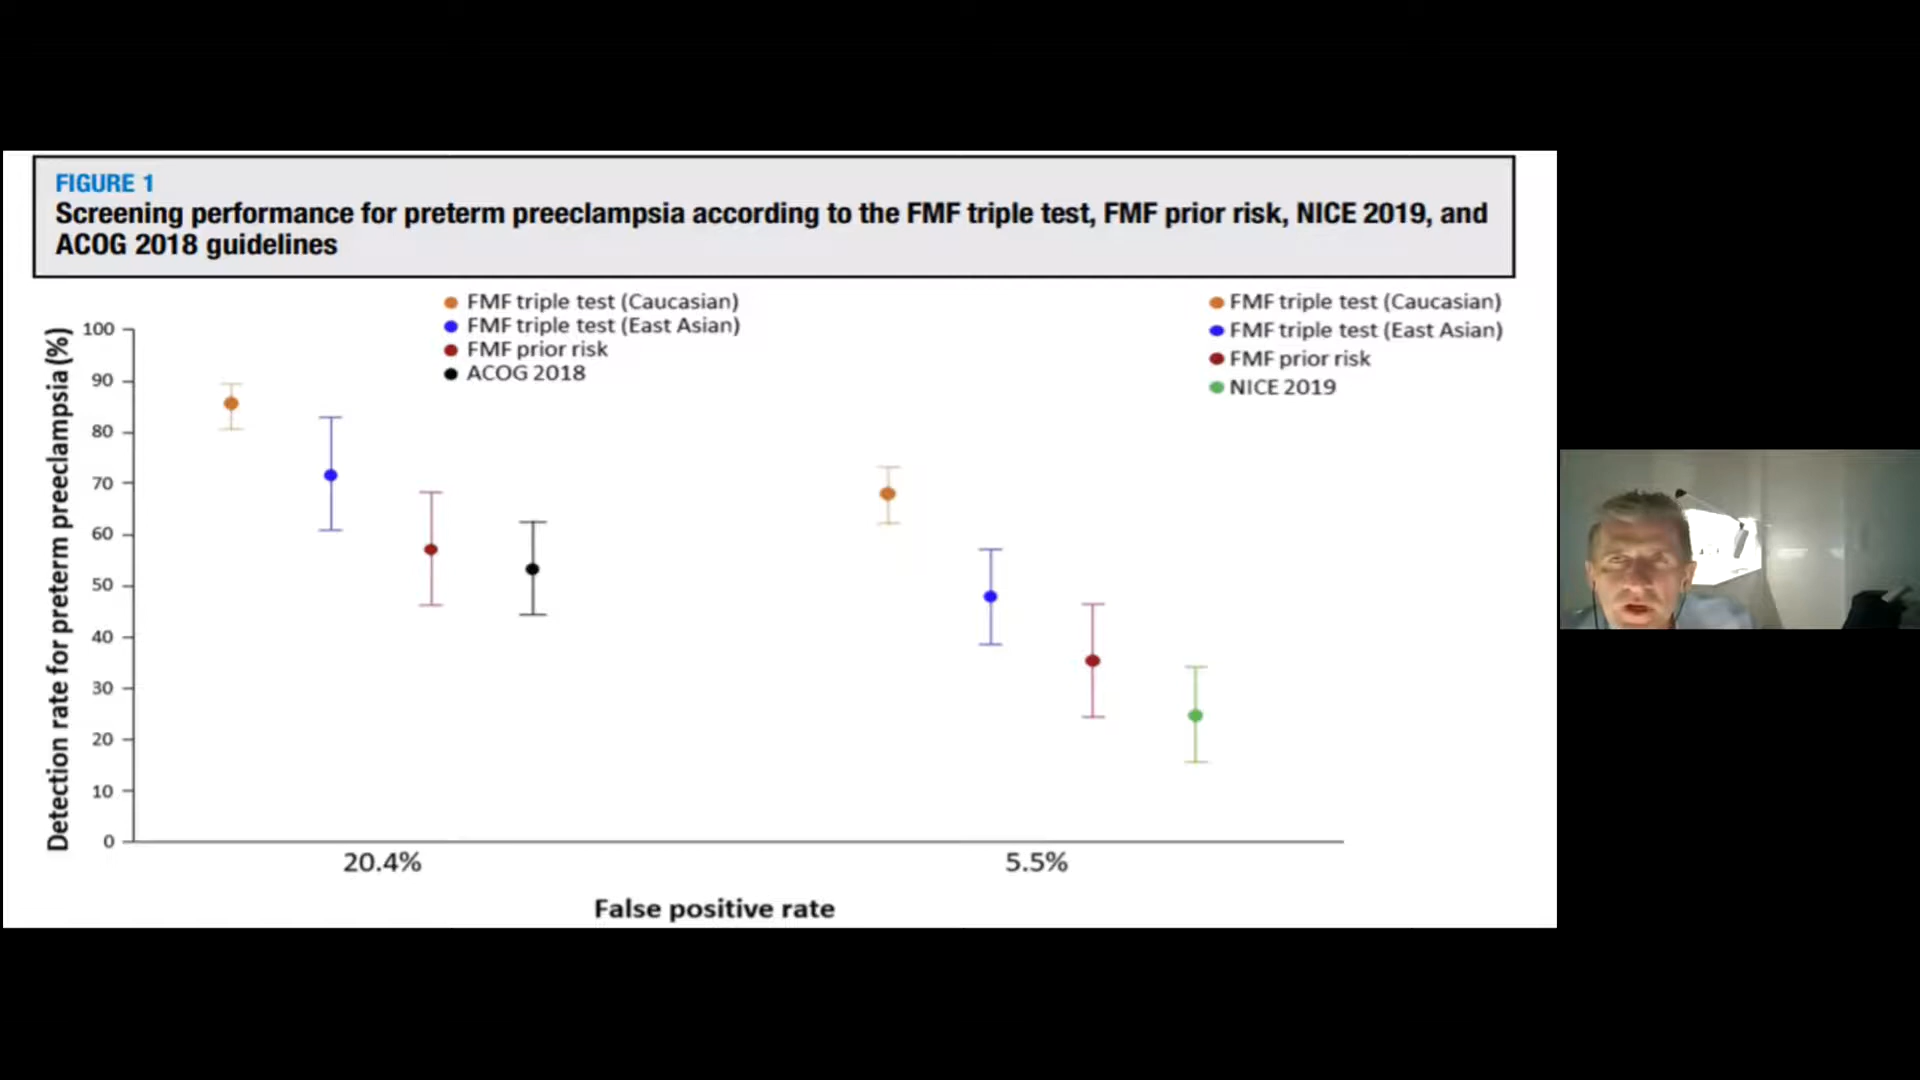 FIGURE 1
Screening performance for preterm preeclampsia according to the FMF triple test, FMF prior risk, NICE 2019, and
ACOG 2018 guidelines
FMF triple test (Caucasian)
FMF triple test (East Asian)
FMF prior risk
ACOG 2018
FMF triple test (Caucasian)
FMF triple test (East Asian)
FMF prior risk
NICE 2019
Detection rate for preterm preeclampsia (%)
100
90
80
70
60
50
40
30
20
10
0
20.4%
5.5%
False positive rate